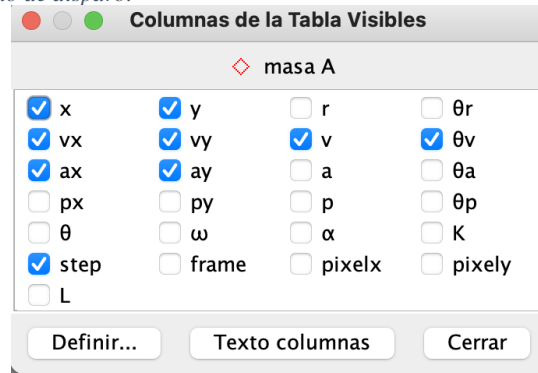 Columnas de la Tabla Visibles
masa A
x y r θr
vx vy v θv
ax ay a θa
px py p θp
θ ω α K
step frame pixelx pixely
L
Definir... Texto columnas Cerrar